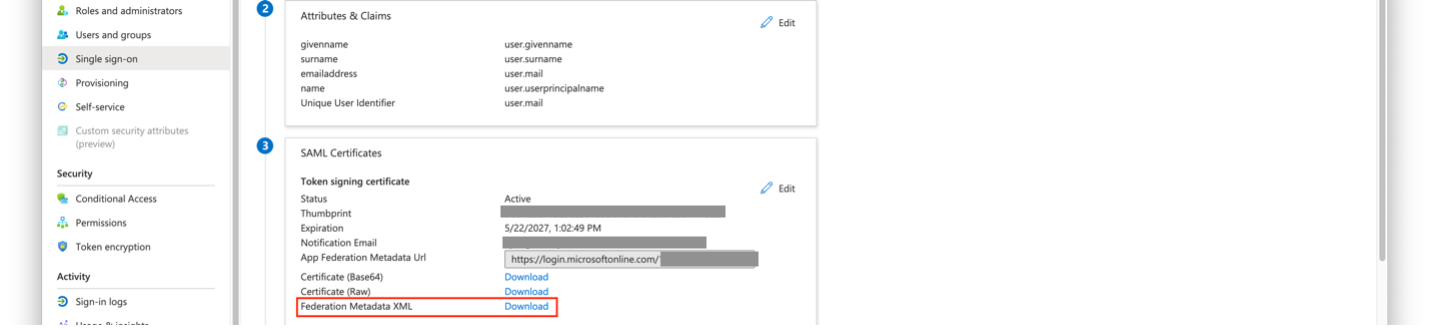 Roles and administrators
Users and groups
Single sign-on
Provisioning
Self-service
Custom security attributes
(preview)
Security
Conditional Access
Permissions
Token encryption
Activity
Sign-in logs
Usage & insights
2
Attributes & Claims
Edit
givenname user.givenname
surname user.surname
emailaddress user.mail
name user.userprincipalname
Unique User Identifier user.mail
3
SAML Certificates
Token signing certificate
Edit
Status Active
Thumbprint
Expiration 5/22/2027, 1:02:49 PM
Notification Email
App Federation Metadata Url https://login.microsoftonline.com/
Certificate (Base64) Download
Certificate (Raw) Download
Federation Metadata XML Download